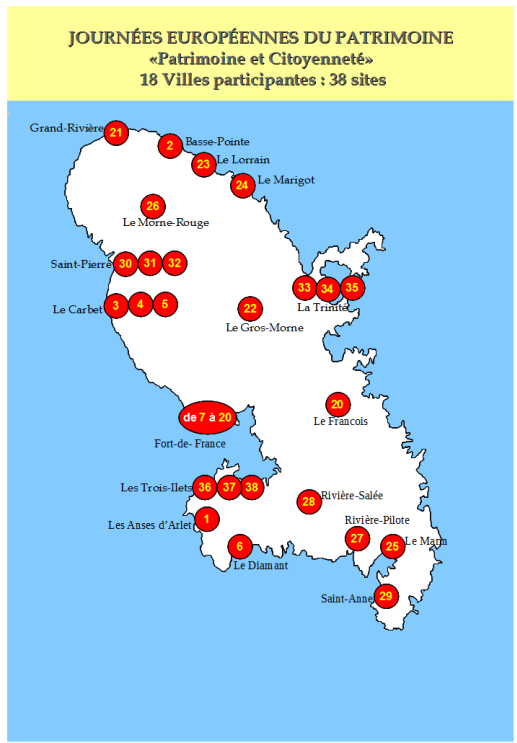 JOURNÉES EUROPÉENNES DU PATRIMOINE
«Patrimoine et Citoyenneté»
18 Villes participantes : 38 sites
Grand-Rivière 21
2 Basse-Pointe
23 Le Lorrain
24 Le Marigot
26
Le Morne-Rouge
Saint-Pierre 30 31 32
33 34 35
La Trinité
Le Carbet 3 4 5
22
Le Gros-Morne
20
Le Francois
de 7 à 20
Fort-de- France
Les Trois-Ilets 36 37 38
28 Rivière-Salée
1
Les Anses d'Arlet
Rivière-Pilote
27
25 Le Marin
6
Le Diamant
Saint-Anne 29